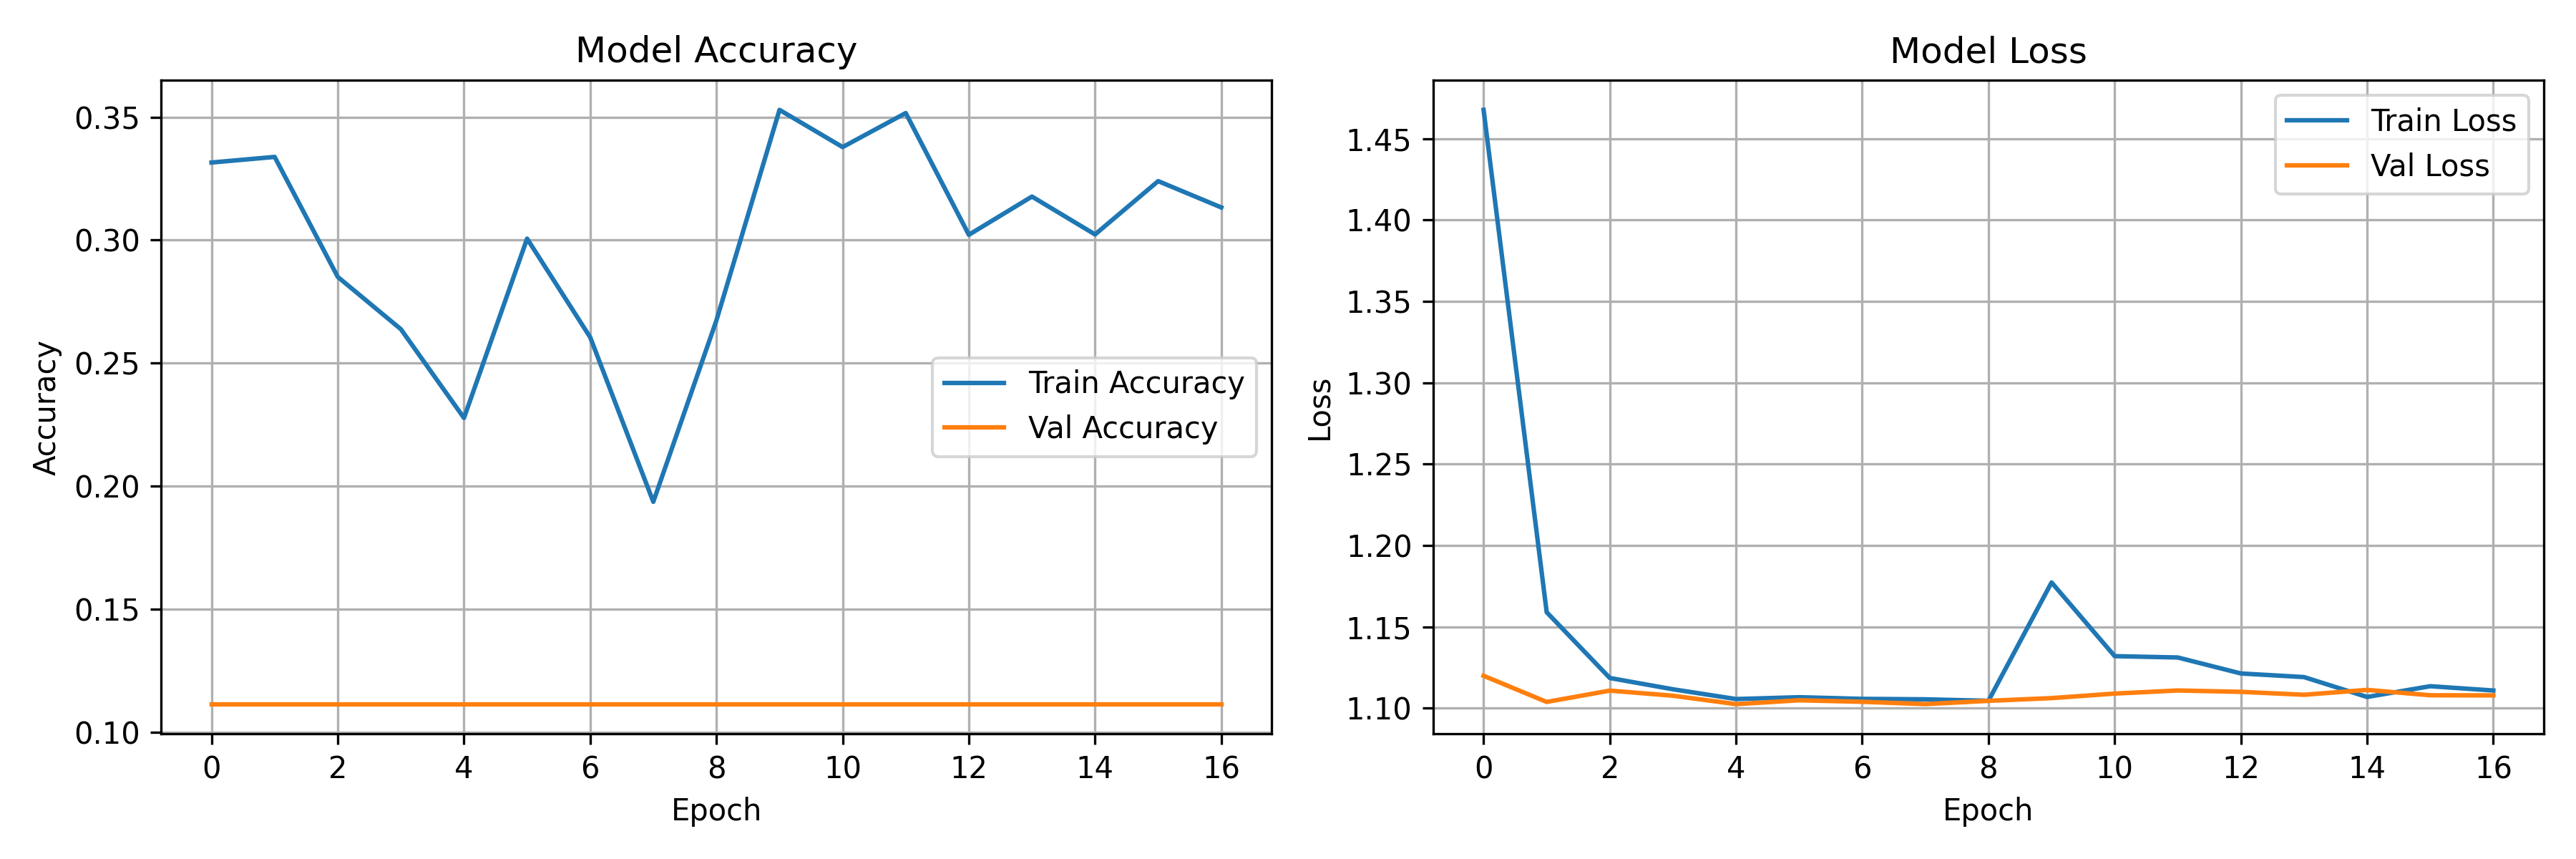 Model Accuracy
0.35
0.30
0.25
0.20
0.15
0.10
Accuracy
Train Accuracy
Val Accuracy
0 2 4 6 8 10 12 14 16
Epoch
Model Loss
1.45
1.40
1.35
1.30
1.25
1.20
1.15
1.10
Loss
Train Loss
Val Loss
0 2 4 6 8 10 12 14 16
Epoch